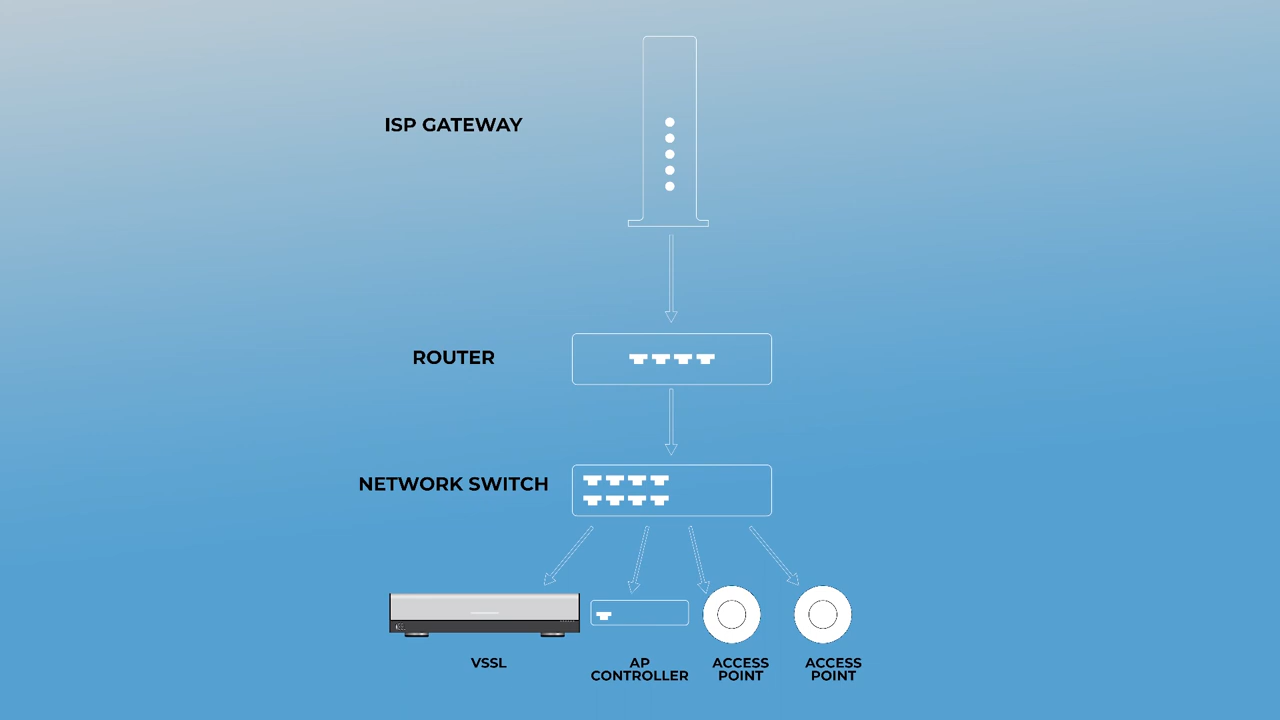 ISP GATEWAY
ROUTER
NETWORK SWITCH
VSSL
AP
CONTROLLER
ACCESS
POINT
ACCESS
POINT